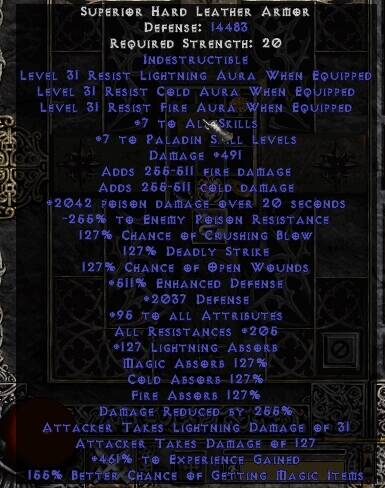 Superior Hard Leather Armor
Defense: 14483
Required Strength: 20
Indestructible
Level 31 Resist Lightning Aura When Equipped
Level 31 Resist Cold Aura When Equipped
Level 31 Resist Fire Aura When Equipped
+7 to All Skills
+7 to Paladin Skill Levels
Damage +491
Adds 255-511 fire damage
Adds 255-511 cold damage
+2042 poison damage over 20 seconds
-255% to Enemy Poison Resistance
127% Chance of Crushing Blow
127% Deadly Strike
127% Chance of Open Wounds
+511% Enhanced Defense
+2037 Defense
+95 to all Attributes
All Resistances +205
+127 Lightning Absorb
Magic Absorb 127%
Cold Absorb 127%
Fire Absorb 127%
Damage Reduced by 255%
Attacker Takes Lightning Damage of 31
Attacker Takes Damage of 127
+461% to Experience Gained
155% Better Chance of Getting Magic Items